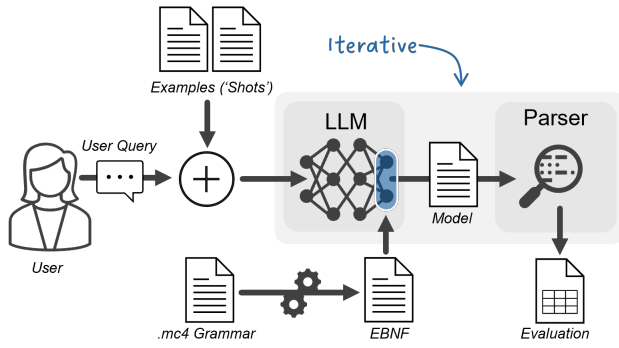 Iterative
Examples (‘Shots’)
LLM
Parser
User Query
Model
User
.mc4 Grammar
EBNF
Evaluation